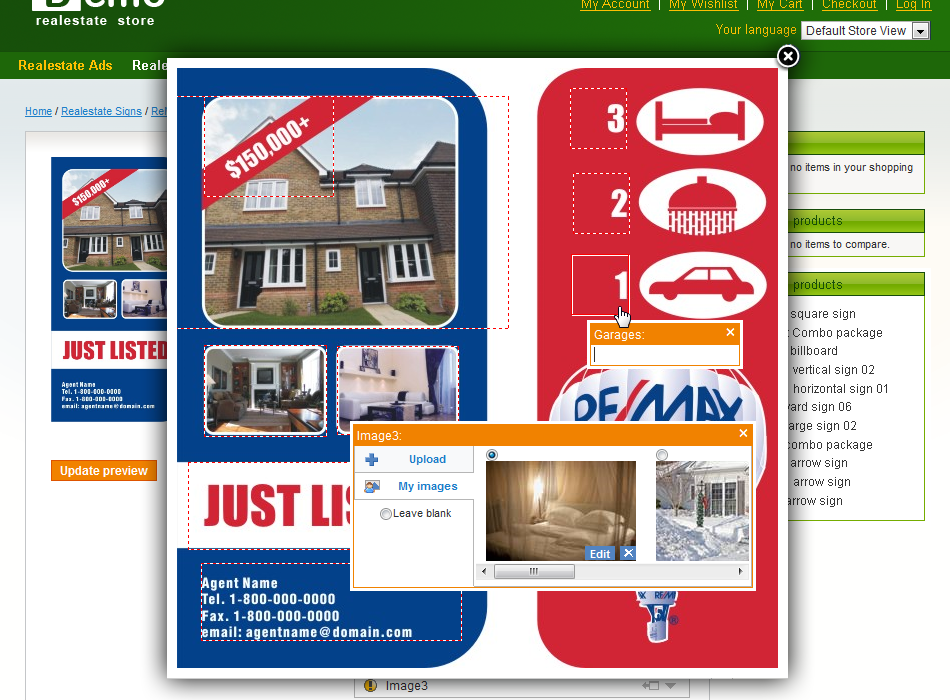 Demo
realestate store
My Account | My Wishlist | My Cart | Checkout | Log In
Your language Default Store View
Realestate Ads
Home / Realestate Signs /
no items in your shopping
products
no items to compare.
products
square sign
Combo package
billboard
vertical sign 02
horizontal sign 01
yard sign 06
large sign 02
combo package
arrow sign
arrow sign
arrow sign
$150,000+
JUST LISTED
Agent Name
Tel. 1-800-000-0000
Fax. 1-800-000-0000
email: agentname@domain.com
Update preview
$150,000+
3
2
1
Garages:
RE/MAX
Image3:
Upload
My images
Leave blank
Edit
JUST LIS
Agent Name
Tel. 1-800-000-0000
Fax. 1-800-000-0000
email: agentname@domain.com
RE/M
Image3